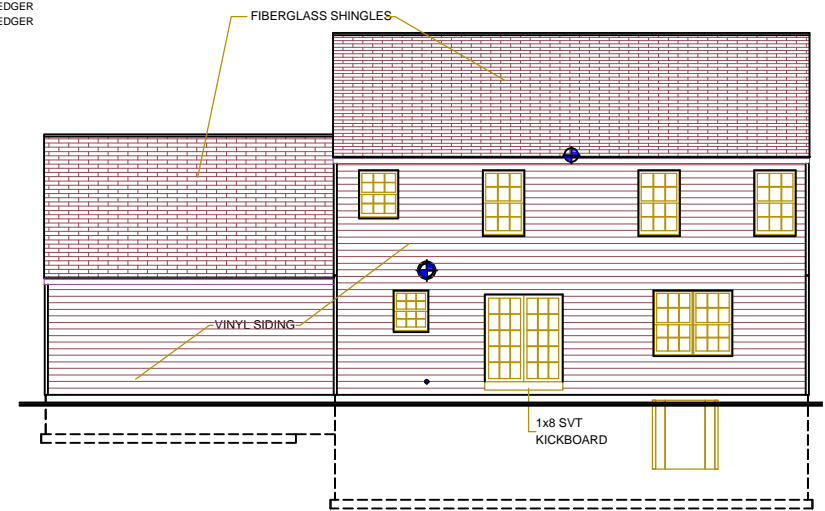 EDGER
EDGER
FIBERGLASS SHINGLES
VINYL SIDING
1x8 SVT
KICKBOARD